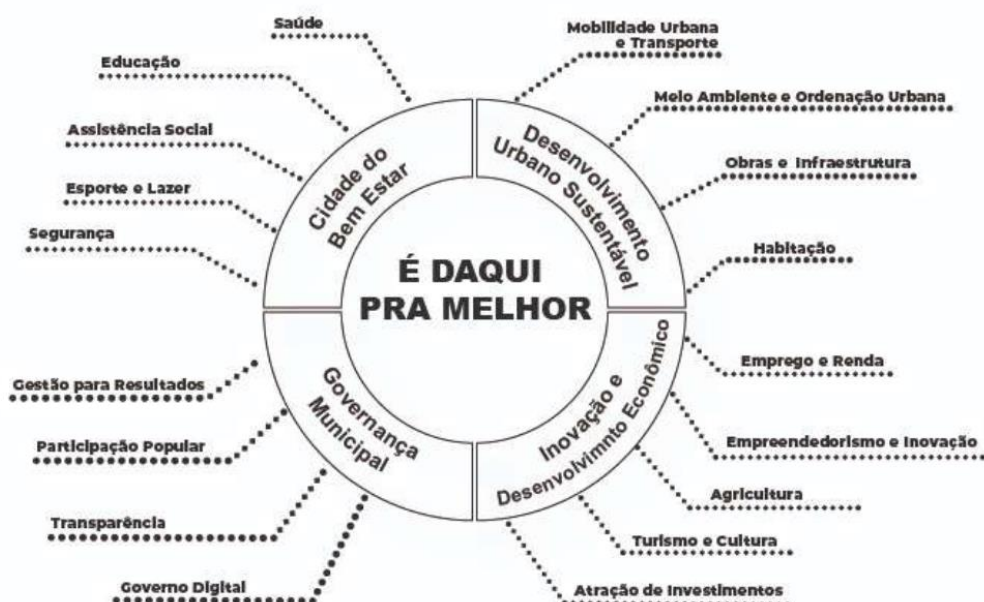 Saúde
Educação
Assistência Social
Esporte e Lazer
Segurança
Cidade do
Bem Estar
Mobilidade Urbana
e Transporte
Meio Ambiente e Ordenação Urbana
Obras e Infraestrutura
Habitação
Desenvolvimento
Urbano Sustentável
É DAQUI
PRA MELHOR
Gestão para Resultados
Participação Popular
Transparência
Governo Digital
Governança
Municipal
Emprego e Renda
Empreendedorismo e Inovação
Agricultura
Turismo e Cultura
Atração de Investimentos
Inovação e
Desenvolvimnto Econômico